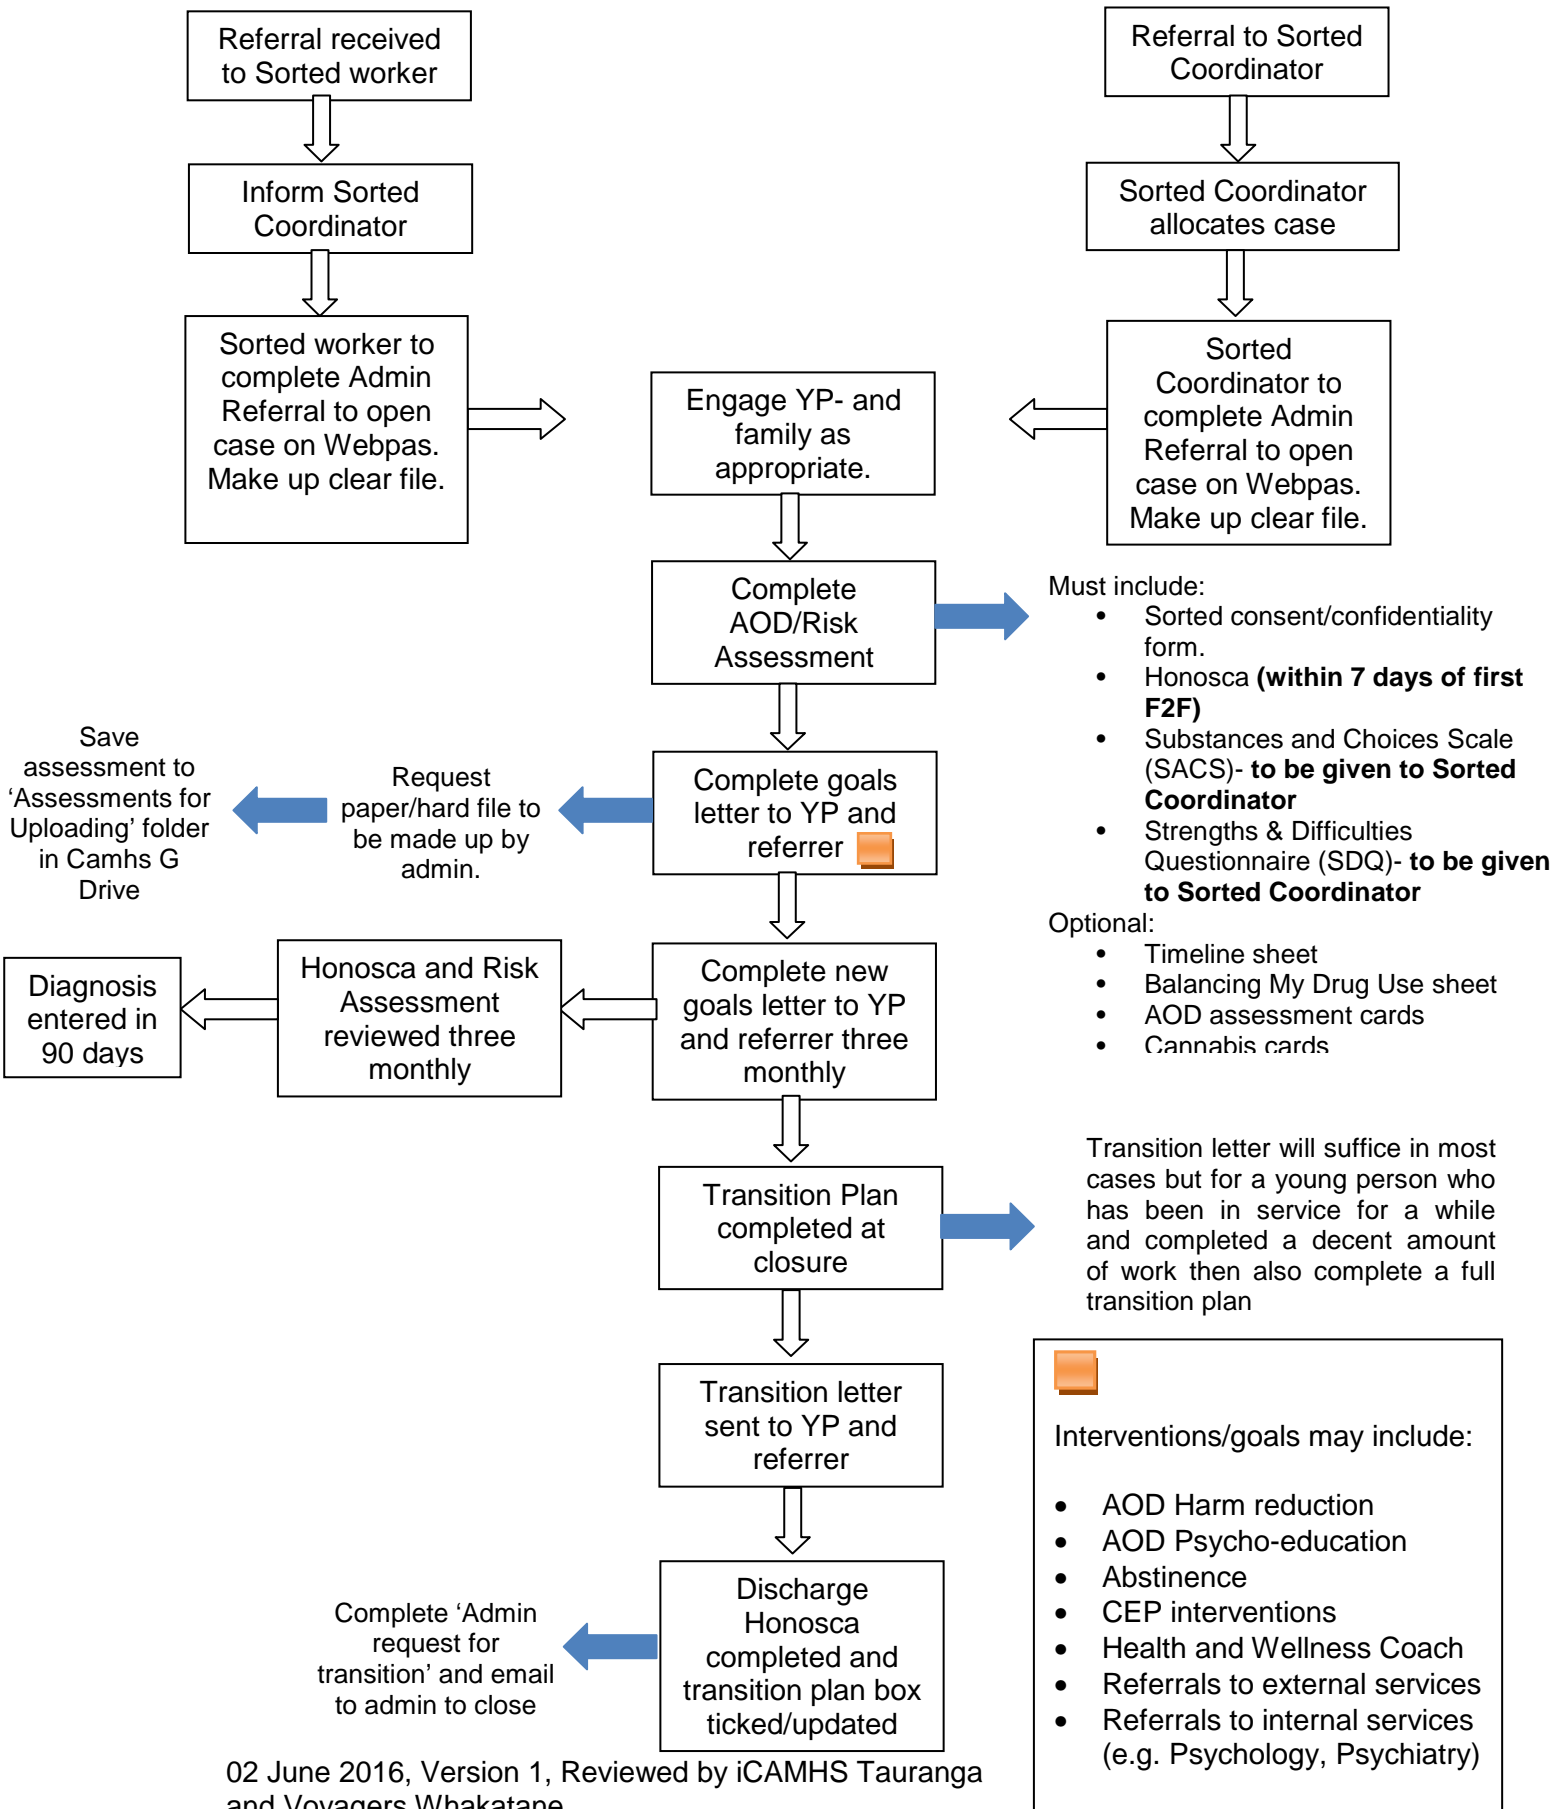 Referral received
to Sorted worker
Referral to Sorted
Coordinator
Inform Sorted
Coordinator
Sorted Coordinator
allocates case
Sorted worker to
complete Admin
Referral to open
case on Webpas.
Make up clear file.
Engage YP- and
family as
appropriate.
Sorted
Coordinator to
complete Admin
Referral to open
case on Webpas.
Make up clear file.
Complete
AOD/Risk
Assessment
Must include:
• Sorted consent/confidentiality
form.
• Honosca (within 7 days of first
F2F)
• Substances and Choices Scale
(SACS)- to be given to Sorted
Coordinator
• Strengths & Difficulties
Questionnaire (SDQ)- to be given
to Sorted Coordinator
Optional:
• Timeline sheet
• Balancing My Drug Use sheet
• AOD assessment cards
• Cannabis cards
Complete goals
letter to YP and
referrer
Request
paper/hard file to
be made up by
admin.
Save
assessment to
‘Assessments for
Uploading’ folder
in Camhs G
Drive
Complete new
goals letter to YP
and referrer three
monthly
Honosca and Risk
Assessment
reviewed three
monthly
Diagnosis
entered in
90 days
Transition Plan
completed at
closure
Transition letter will suffice in most
cases but for a young person who
has been in service for a while
and completed a decent amount
of work then also complete a full
transition plan
Transition letter
sent to YP and
referrer
Interventions/goals may include:
• AOD Harm reduction
• AOD Psycho-education
• Abstinence
• CEP interventions
• Health and Wellness Coach
• Referrals to external services
• Referrals to internal services
(e.g. Psychology, Psychiatry)
Discharge
Honosca
completed and
transition plan box
ticked/updated
Complete ‘Admin
request for
transition’ and email
to admin to close
02 June 2016, Version 1, Reviewed by iCAMHS Tauranga
and Voyagers Whakatane